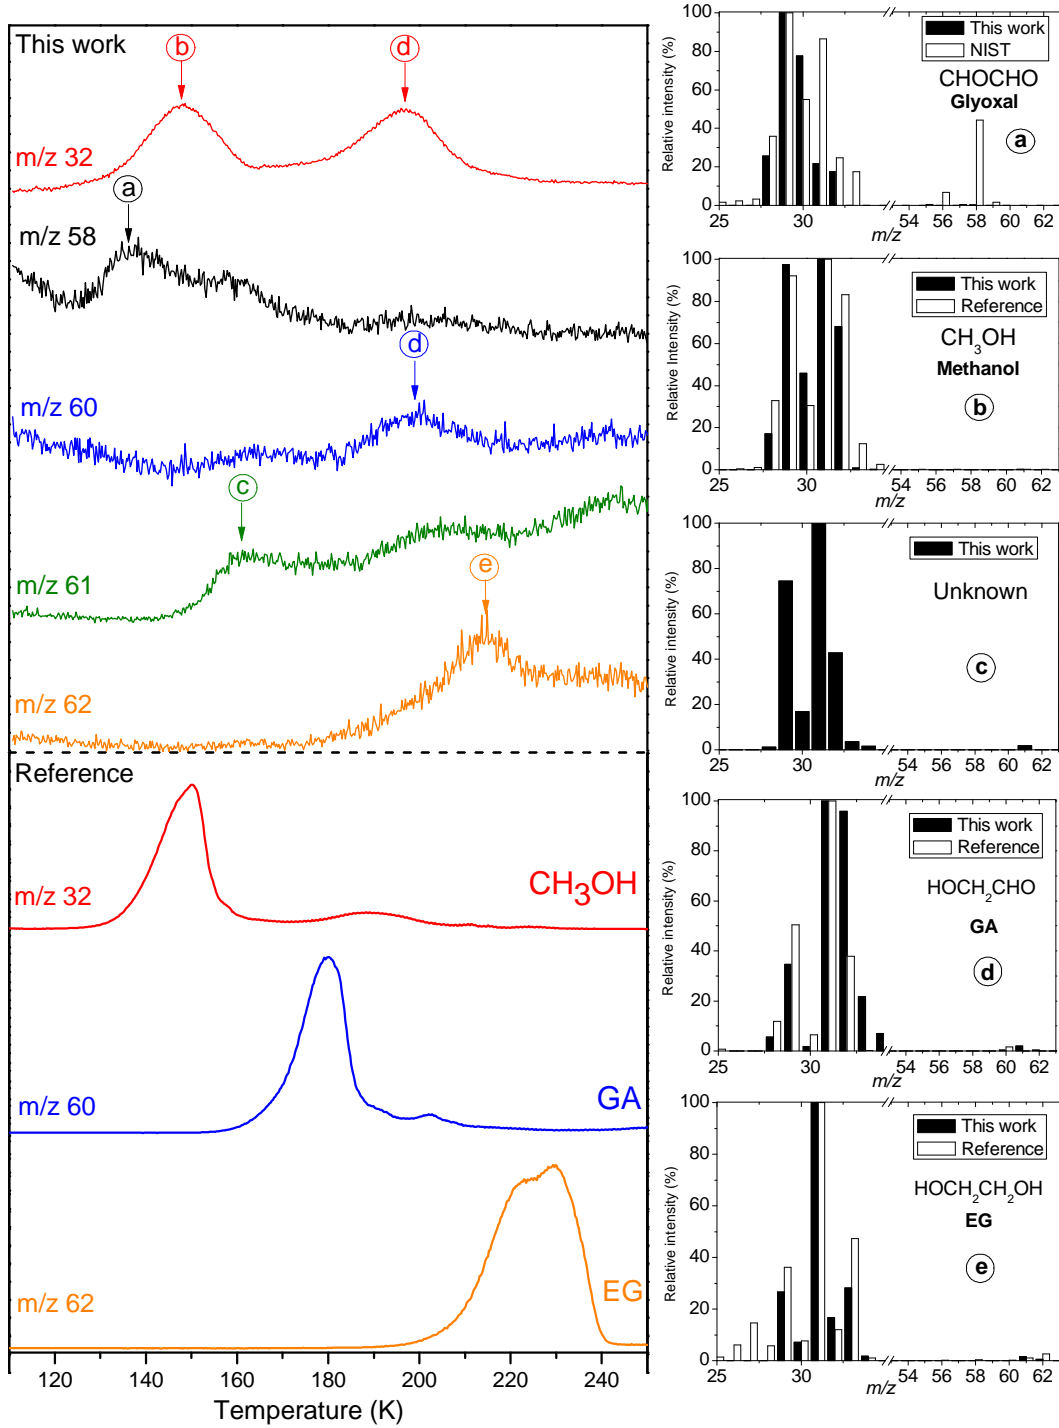 This work
b
d
m/z 32
a
m/z 58
d
m/z 60
c
m/z 61
e
m/z 62
Reference
m/z 32
CH3OH
m/z 60
GA
m/z 62
EG
120 140 160 180 200 220 240
Temperature (K)
100
80
60
40
20
0
Relative intensity (%)
This work
NIST
CHOCHO
Glyoxal
a
25 30 54 56 58 60 62
m/z
100
80
60
40
20
0
Relative Intensity (%)
This work
Reference
CH3OH
Methanol
b
25 30 54 56 58 60 62
m/z
100
80
60
40
20
0
Relative intensity (%)
This work
Unknown
c
25 30 54 56 58 60 62
m/z
100
80
60
40
20
0
Relative intensity (%)
This work
Reference
HOCH2CHO
GA
d
25 30 54 56 58 60 62
m/z
100
80
60
40
20
0
Relative intensity (%)
This work
Reference
HOCH2CH2OH
EG
e
25 30 54 56 58 60 62
m/z